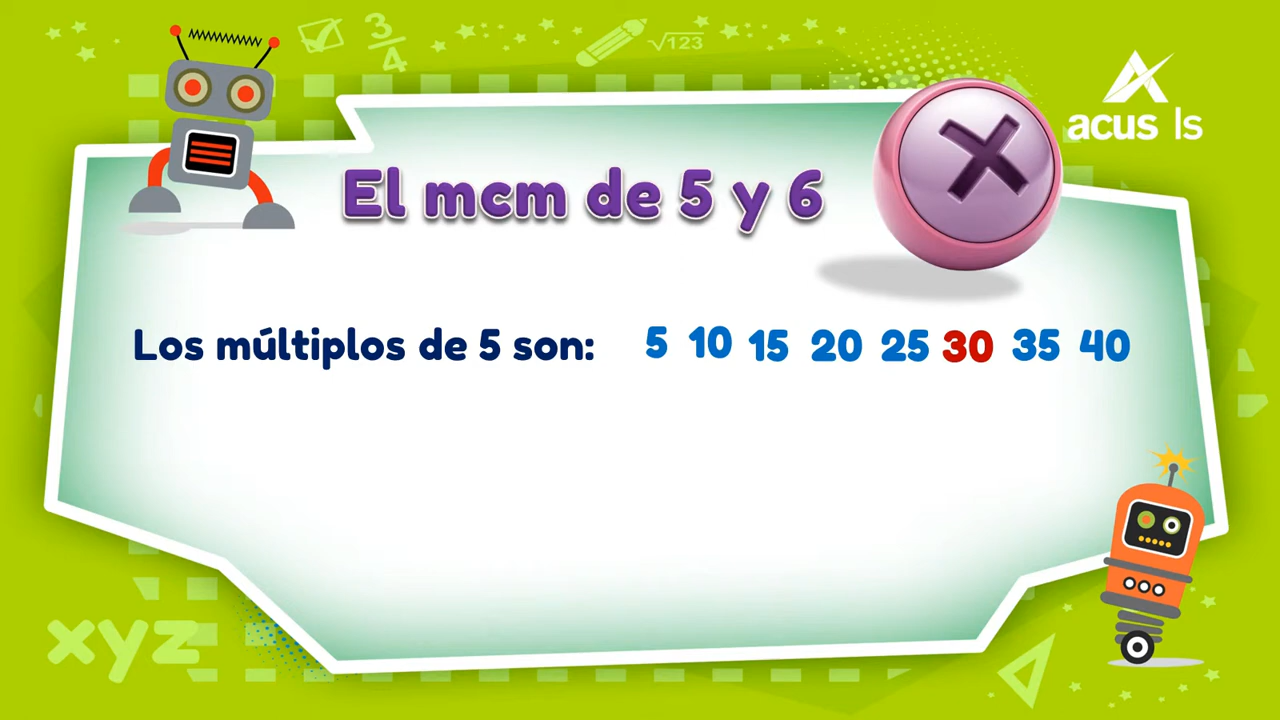 3
4
√123
acus ls
El mcm de 5 y 6
Los múltiplos de 5 son: 5 10 15 20 25 30 35 40
xyz